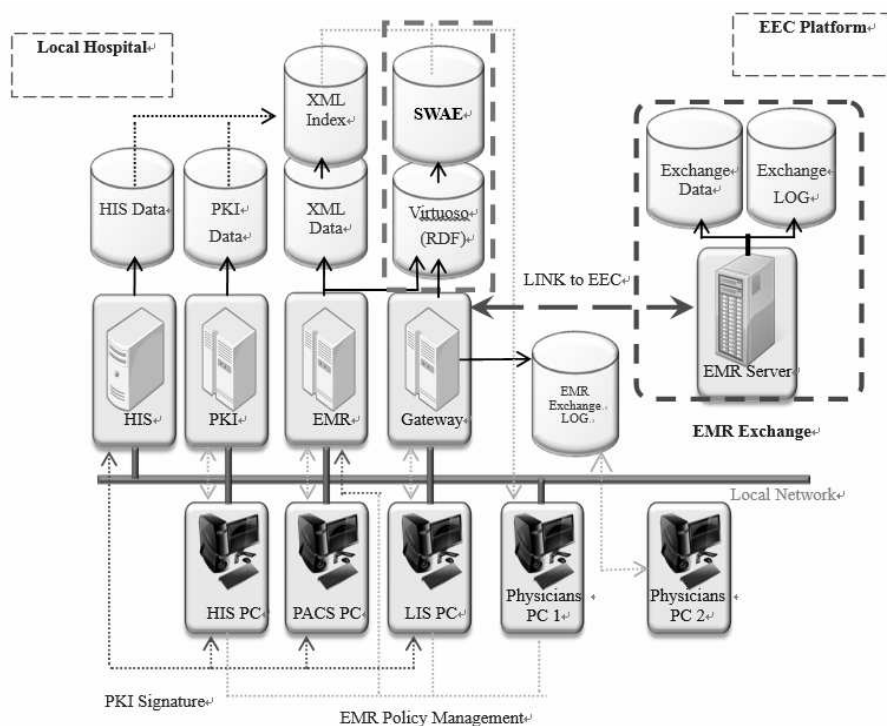 Local Hospital
EEC Platform
XML
Index
SWAE
HIS Data
PKI
Data
XML
Data
Virtuoso
(RDF)
Exchange
Data
Exchange
LOG
LINK to EEC
HIS
PKI
EMR
Gateway
EMR
Exchange
LOG
EMR Server
EMR Exchange
Local Network
HIS PC
PACS PC
LIS PC
Physicians
PC 1
Physicians
PC 2
PKI Signature
EMR Policy Management